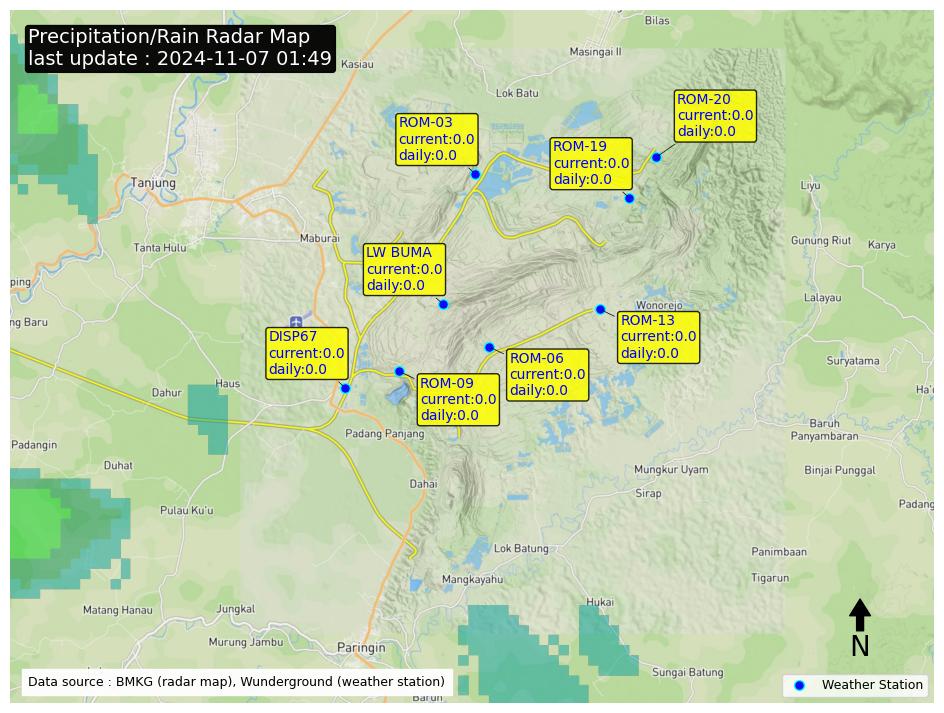 Precipitation/Rain Radar Map
last update : 2024-11-07 01:49
Bilas
Masingai II
Kasiau
Lok Batu
ROM-20
current:0.0
daily:0.0
ROM-03
current:0.0
daily:0.0
ROM-19
current:0.0
daily:0.0
Tanjung
Liyu
Maburai
Tanta Hulu
Gunung Riut
Karya
LW BUMA
current:0.0
daily:0.0
ping
Lalayau
Wonorejo
ng Baru
ROM-13
current:0.0
daily:0.0
DISP67
current:0.0
daily:0.0
ROM-06
current:0.0
daily:0.0
Suryatama
Haus
Dahur
ROM-09
current:0.0
daily:0.0
Ha'u
Baruh
Panyambaran
Padang Panjang
Padangin
Duhat
Mungkur Uyam
Binjai Punggal
Dahai
Sirap
Pulau Ku'u
Padang
Lok Batung
Panimbaan
Mangkayahu
Tigarun
Matang Hanau
Jungkal
Hukai
Murung Jambu
Paringin
N
Sungai Batung
Data source : BMKG (radar map), Wunderground (weather station)
Weather Station
Barun